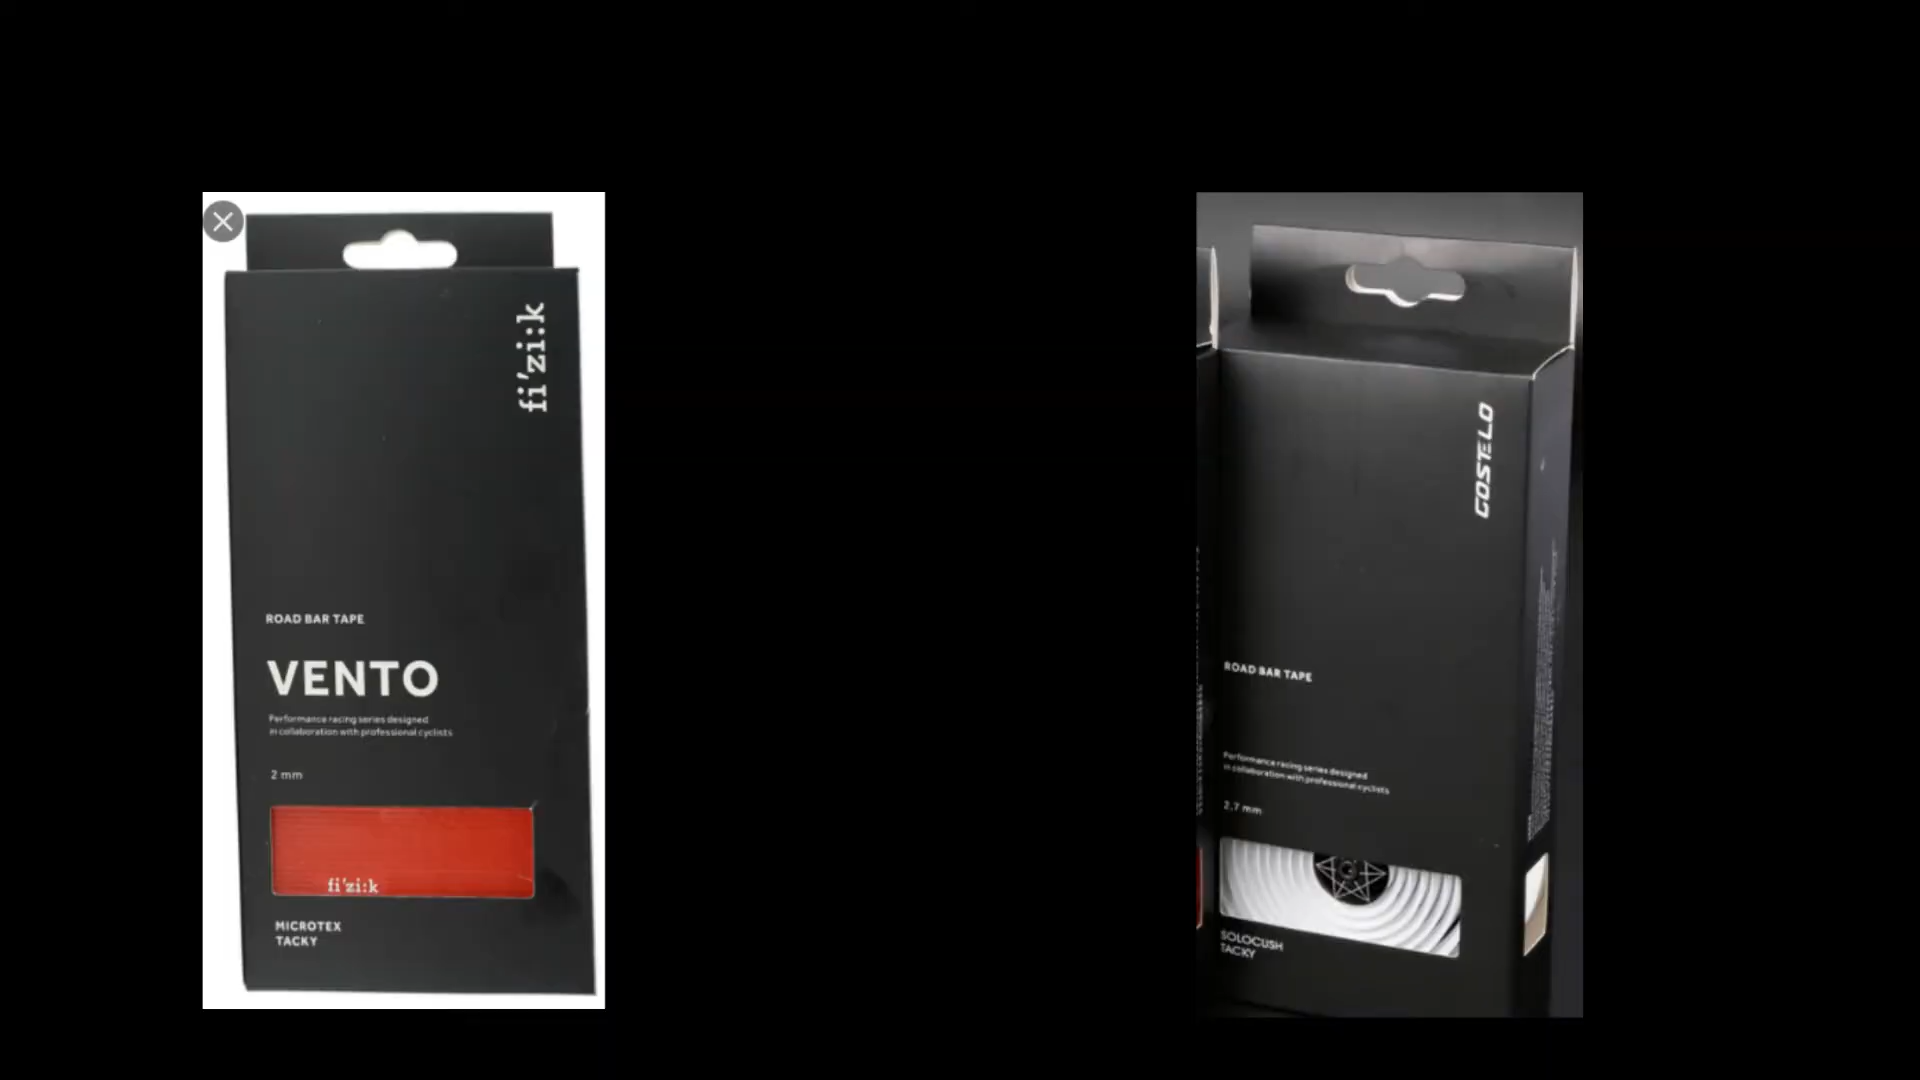 fi'zi:k
ROAD BAR TAPE
VENTO
Performance racing series designed
in collaboration with professional cyclists
2 mm
fi'zi:k
MICROTEX
TACKY
COSTELO
ROAD BAR TAPE
Performance racing series designed
in collaboration with professional cyclists
2.7 mm
SOLOCUSH
TACKY